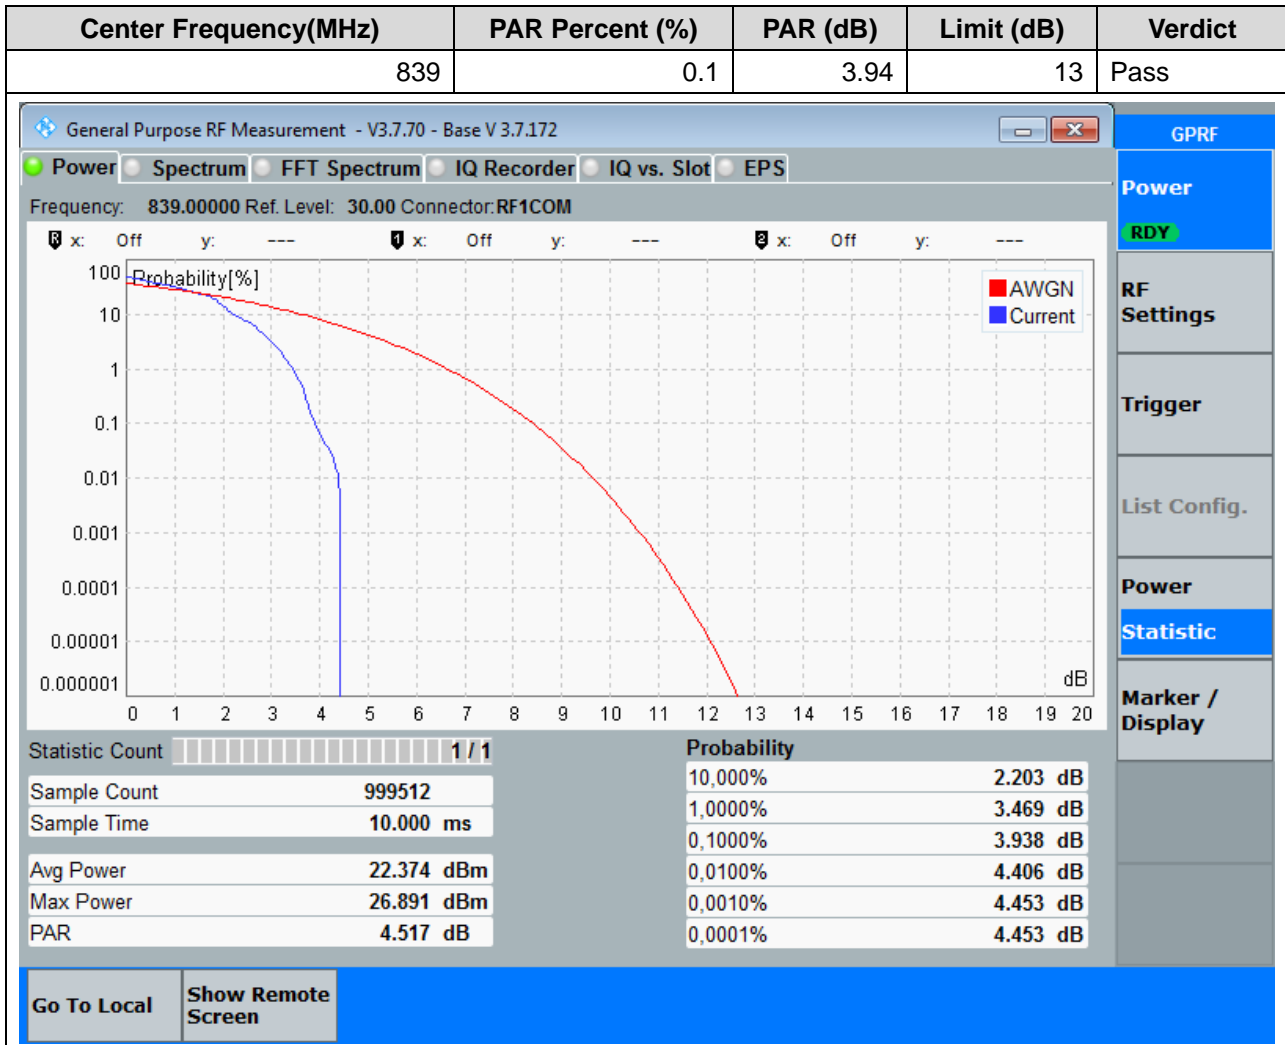 Center Frequency(MHz) PAR Percent (%) PAR (dB) Limit (dB) Verdict
839 0.1 3.94 13 Pass
General Purpose RF Measurement - V3.7.70 - Base V 3.7.172
GPRF
Power Spectrum FFT Spectrum IQ Recorder IQ vs. Slot EPS
Power
RDY
Frequency: 839.00000 Ref. Level: 30.00 Connector: RF1COM
R x: Off y: --- 1 x: Off y: --- 2 x: Off y: ---
Probability[%]
100
10
1
0.1
0.01
0.001
0.0001
0.00001
0.000001
AWGN
Current
dB
0 1 2 3 4 5 6 7 8 9 10 11 12 13 14 15 16 17 18 19 20
RF
Settings
Trigger
List Config.
Power
Statistic
Marker /
Display
Statistic Count 1 / 1
Sample Count 999512
Sample Time 10.000 ms
Avg Power 22.374 dBm
Max Power 26.891 dBm
PAR 4.517 dB
Probability
10,000% 2.203 dB
1,0000% 3.469 dB
0,1000% 3.938 dB
0,0100% 4.406 dB
0,0010% 4.453 dB
0,0001% 4.453 dB
Go To Local
Show Remote
Screen